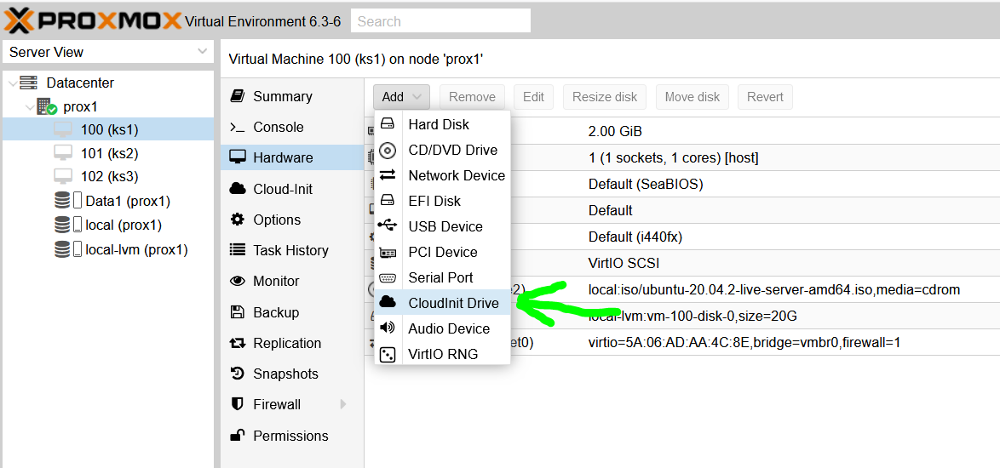 PROXMOX Virtual Environment 6.3-6 Search
Server View
Datacenter
prox1
100 (ks1)
101 (ks2)
102 (ks3)
Data1 (prox1)
local (prox1)
local-lvm (prox1)
Virtual Machine 100 (ks1) on node 'prox1'
Summary
Console
Hardware
Cloud-Init
Options
Task History
Monitor
Backup
Replication
Snapshots
Firewall
Permissions
Add Remove Edit Resize disk Move disk Revert
Hard Disk
CD/DVD Drive
Network Device
EFI Disk
USB Device
PCI Device
Serial Port
CloudInit Drive
Audio Device
VirtIO RNG
2.00 GiB
1 (1 sockets, 1 cores) [host]
Default (SeaBIOS)
Default
Default (i440fx)
VirtIO SCSI
e2) local:iso/ubuntu-20.04.2-live-server-amd64.iso,media=cdrom
local-lvm:vm-100-disk-0,size=20G
et0) virtio=5A:06:AD:AA:4C:8E,bridge=vmbr0,firewall=1